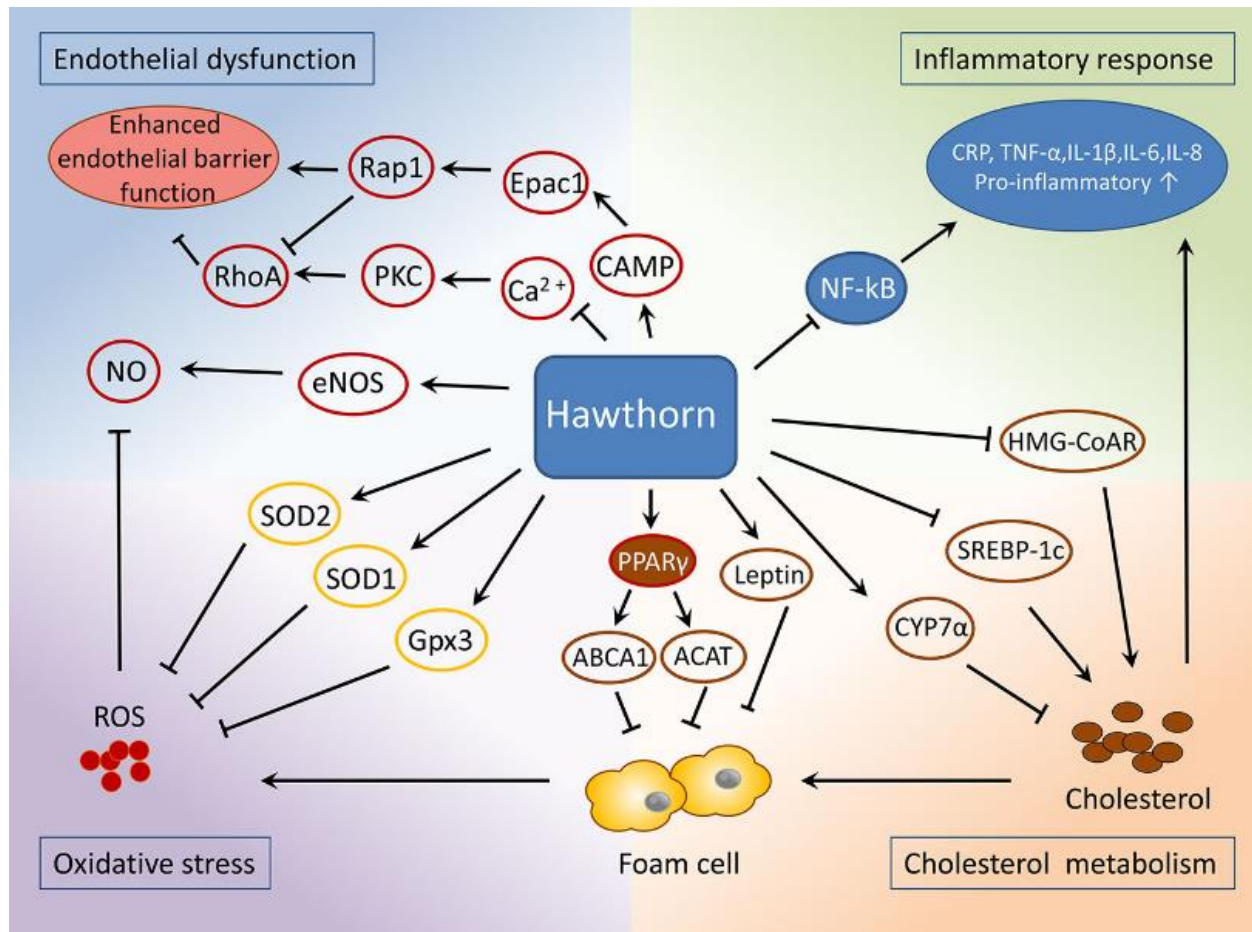 Endothelial dysfunction
Inflammatory response
Enhanced
endothelial barrier
function
Rap1
Epac1
CAMP
RhoA
PKC
Ca²⁺
CRP, TNF-α,IL-1β,IL-6,IL-8
Pro-inflammatory ↑
NF-kB
NO
eNOS
Hawthorn
HMG-CoAR
SOD2
SOD1
Gpx3
PPARγ
Leptin
ABCA1
ACAT
SREBP-1c
CYP7α
ROS
Cholesterol
Foam cell
Oxidative stress
Cholesterol metabolism